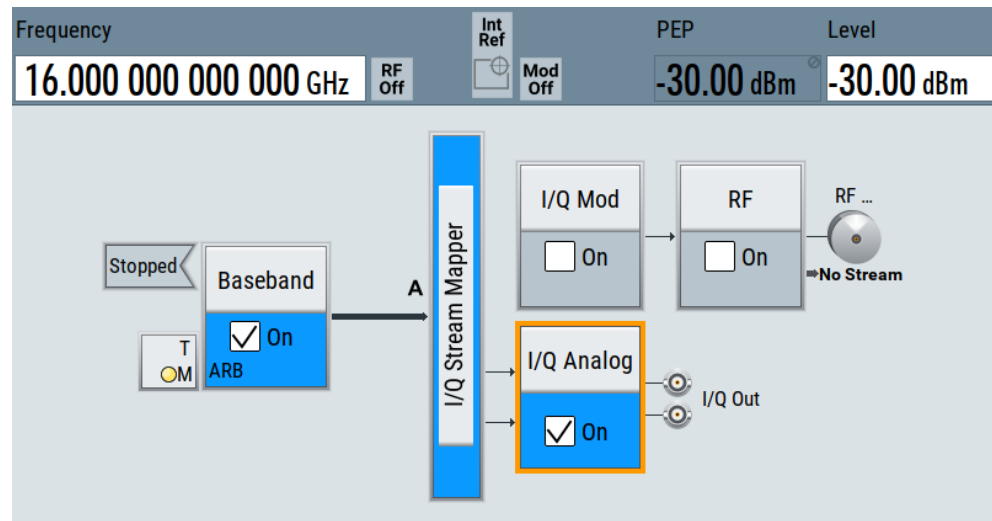 Frequency
Int
Ref
PEP
Level
16.000 000 000 000 GHz
RF
Off
Mod
Off
-30.00 dBm
-30.00 dBm
I/Q Mod
On
RF
On
RF ...
No Stream
Stopped
Baseband
On
ARB
T
M
A
I/Q Stream Mapper
I/Q Analog
On
I/Q Out